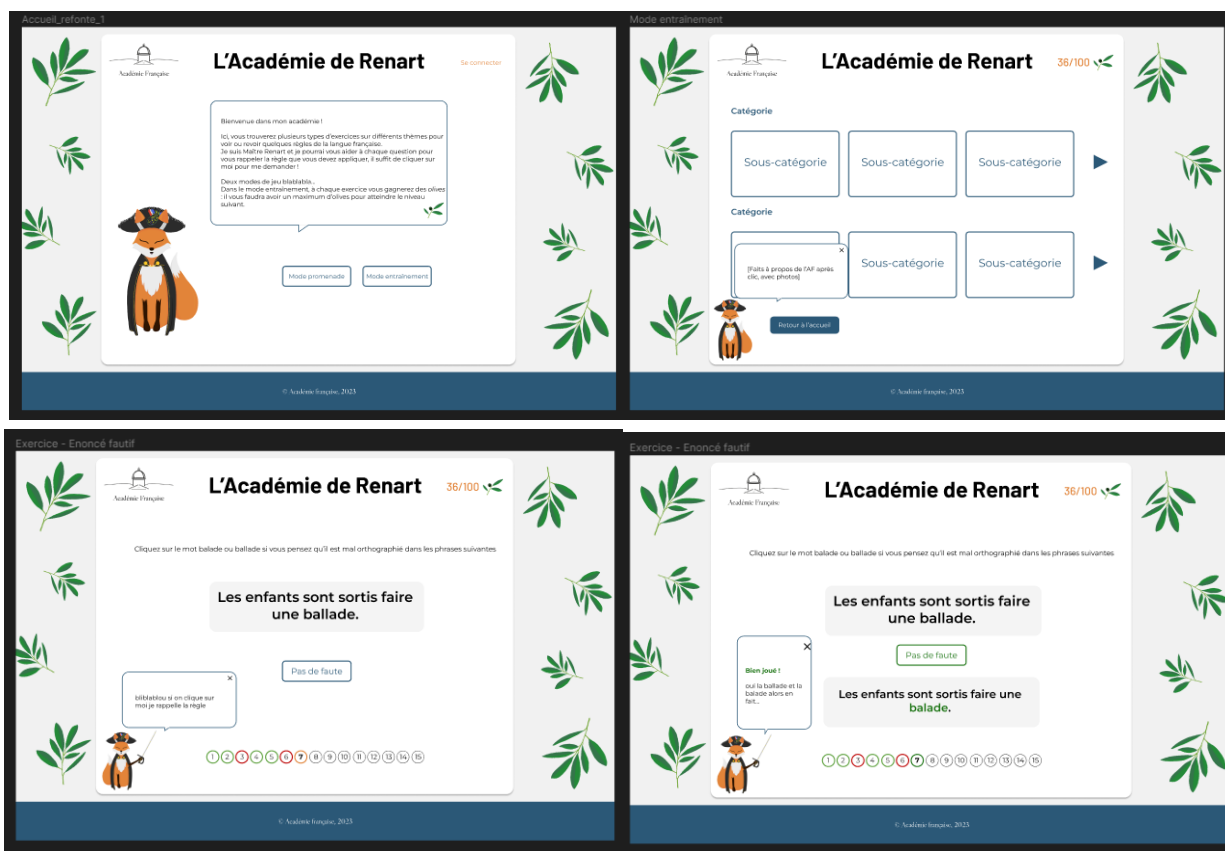 Accueil_refonte_1
Académie Française
L'Académie de Renart
Se connecter
Bienvenue dans mon académie !
Ici, vous trouverez plusieurs types d'exercices sur différents thèmes pour
voir ou revoir quelques règles de la langue française.
Je suis Maître Renart et je pourrai vous aider à chaque question pour
vous rappeler la règle que vous devez appliquer, il suffit de cliquer sur
moi pour me demander !
Deux modes de jeu blablabla...
Dans le mode entraînement, à chaque exercice vous gagnerez des olives
: il vous faudra avoir un maximum d'olives pour atteindre le niveau
suivant.
Mode promenade
Mode entraînement
© Académie française, 2023
Mode entraînement
Académie Française
L'Académie de Renart
36/100
Catégorie
Sous-catégorie
Sous-catégorie
Sous-catégorie
Catégorie
Sous-catégorie
Sous-catégorie
[Faits à propos de l'AF après
clic, avec photos]
Retour à l'accueil
© Académie française, 2023
Exercice - Enoncé fautif
Académie Française
L'Académie de Renart
36/100
Cliquez sur le mot balade ou ballade si vous pensez qu'il est mal orthographié dans les phrases suivantes
Les enfants sont sortis faire
une ballade.
Pas de faute
bliblablou si on clique sur
moi je rappelle la règle
1 2 3 4 5 6 7 8 9 10 11 12 13 14 15
© Académie française, 2023
Exercice - Enoncé fautif
Académie Française
L'Académie de Renart
36/100
Cliquez sur le mot balade ou ballade si vous pensez qu'il est mal orthographié dans les phrases suivantes
Les enfants sont sortis faire
une ballade.
Pas de faute
Bien joué !
oui la ballade et la
balade alors en
fait...
Les enfants sont sortis faire une
balade.
1 2 3 4 5 6 7 8 9 10 11 12 13 14 15
© Académie française, 2023